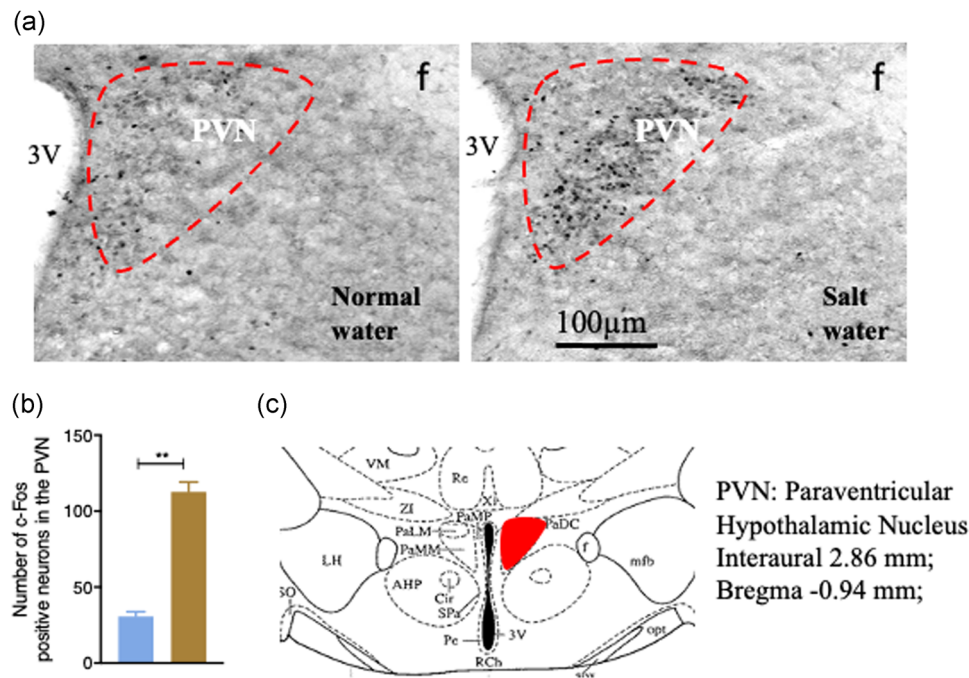 (a)
f
PVN
3V
Normal
water
f
PVN
3V
100µm
Salt
water
(b)
Number of c-Fos
positive neurons in the PVN
150
100
50
0
**
(c)
VM
Re
Xi
ZI
PaMP
PaLM
PaDC
PaMM
LH
f
mfb
AHP
Cir
SPa
SO
Pe
3V
opt
RCh
PVN: Paraventricular
Hypothalamic Nucleus
Interaural 2.86 mm;
Bregma -0.94 mm;